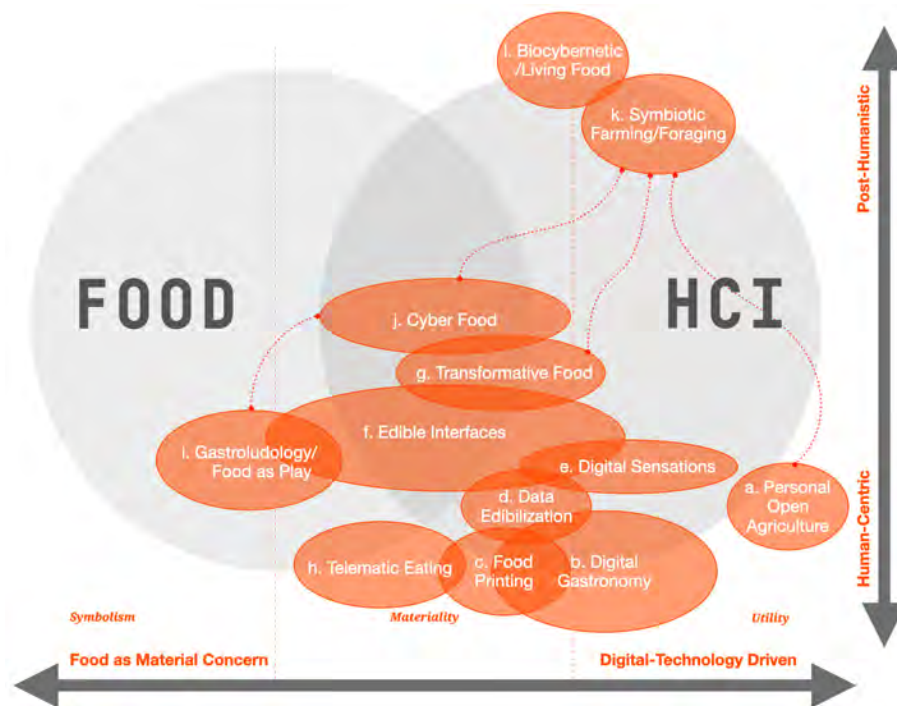 l. Biocybernetic
/Living Food
k. Symbiotic
Farming/Foraging
Post-Humanistic
FOOD
HCI
j. Cyber Food
g. Transformative Food
f. Edible Interfaces
i. Gastroludology/
Food as Play
e. Digital Sensations
d. Data
Edibilization
a. Personal
Open
Agriculture
Human-Centric
h. Telematic Eating
c. Food
Printing
b. Digital
Gastronomy
Symbolism
Materiality
Utility
Food as Material Concern
Digital-Technology Driven